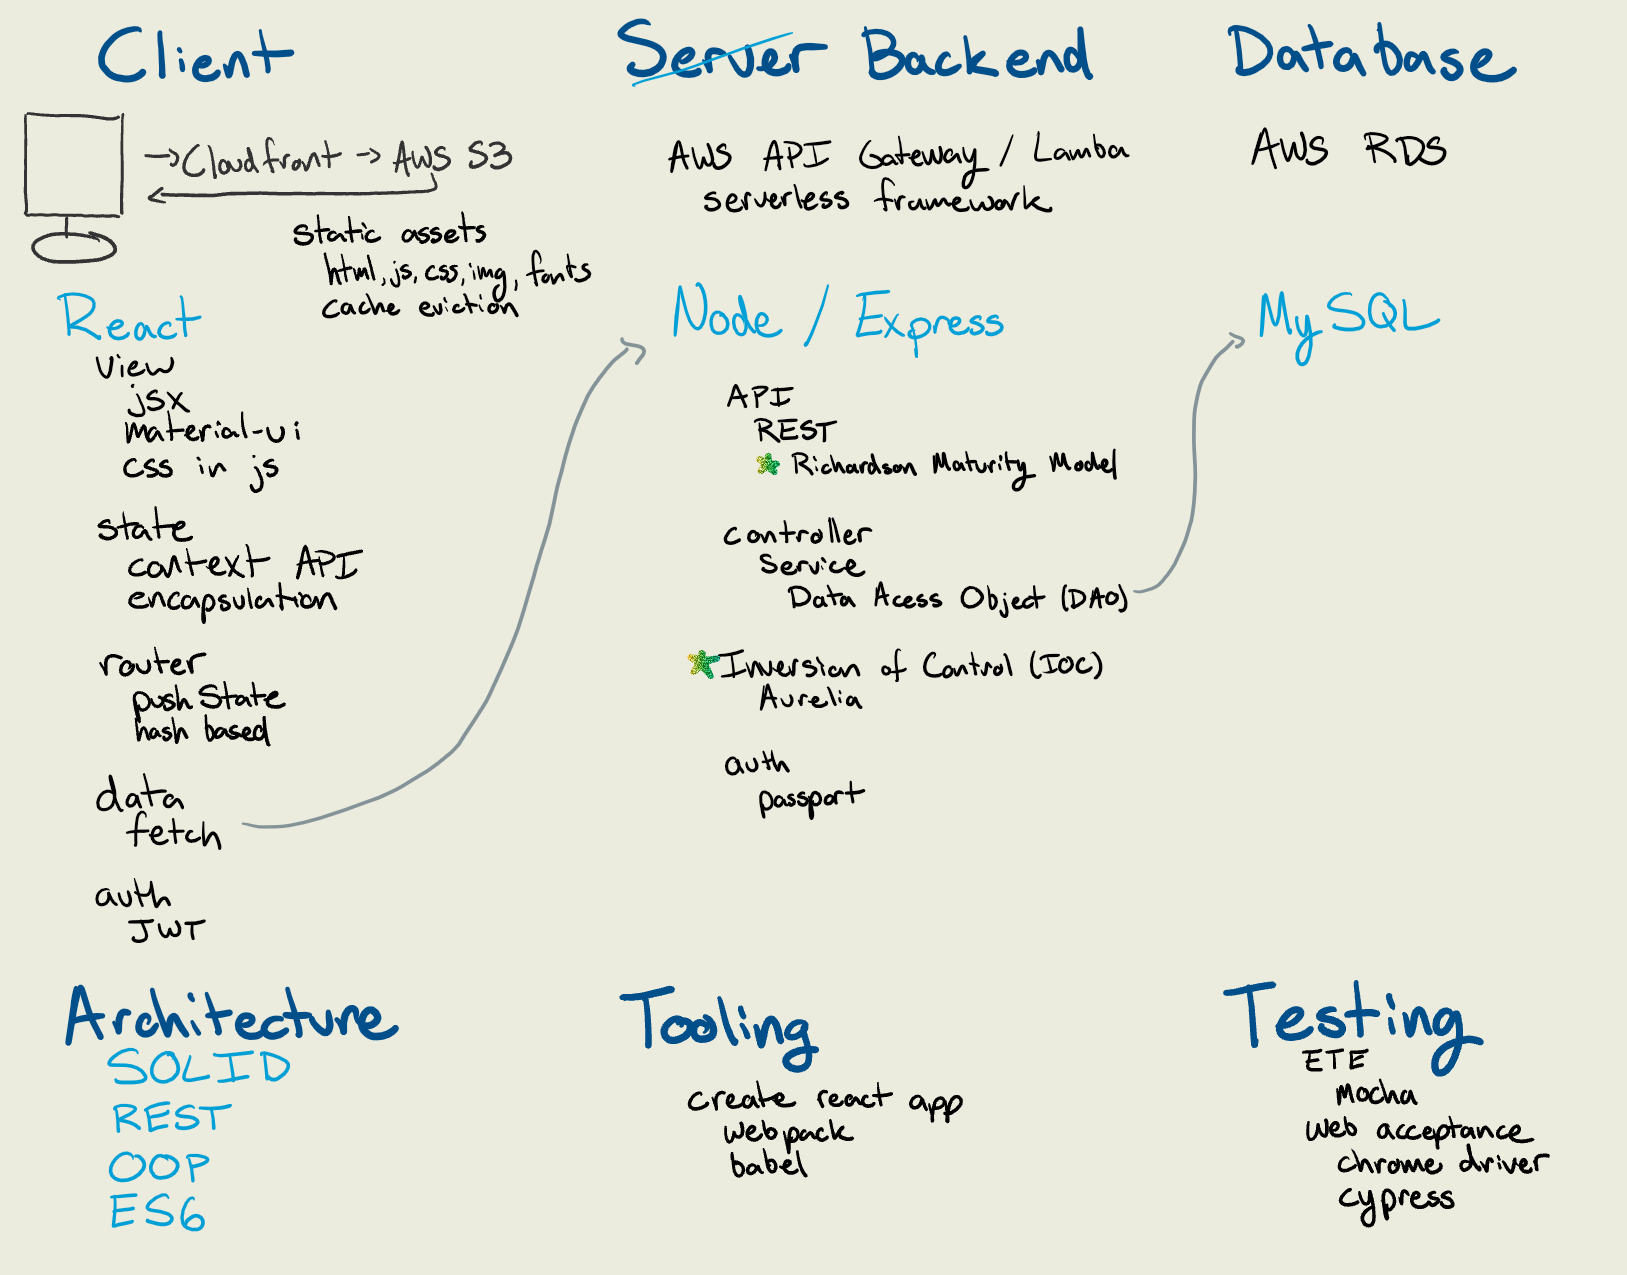 Client
→ Cloudfront → AWS S3
static assets
html, js, css, img, fonts
cache eviction
React
view
jsx
material-ui
css in js
state
context API
encapsulation
router
push State
hash based
data
fetch
auth
JWT
Server Backend
AWS API Gateway / Lamba
serverless framework
Node / Express
API
REST
Richardson Maturity Model
controller
Service
Data Acess Object (DAO)
Inversion of Control (IOC)
Aurelia
auth
passport
Database
AWS RDS
MySQL
Architecture
SOLID
REST
OOP
ES6
Tooling
create react app
webpack
babel
Testing
ETE
Mocha
Web acceptance
chrome driver
cypress